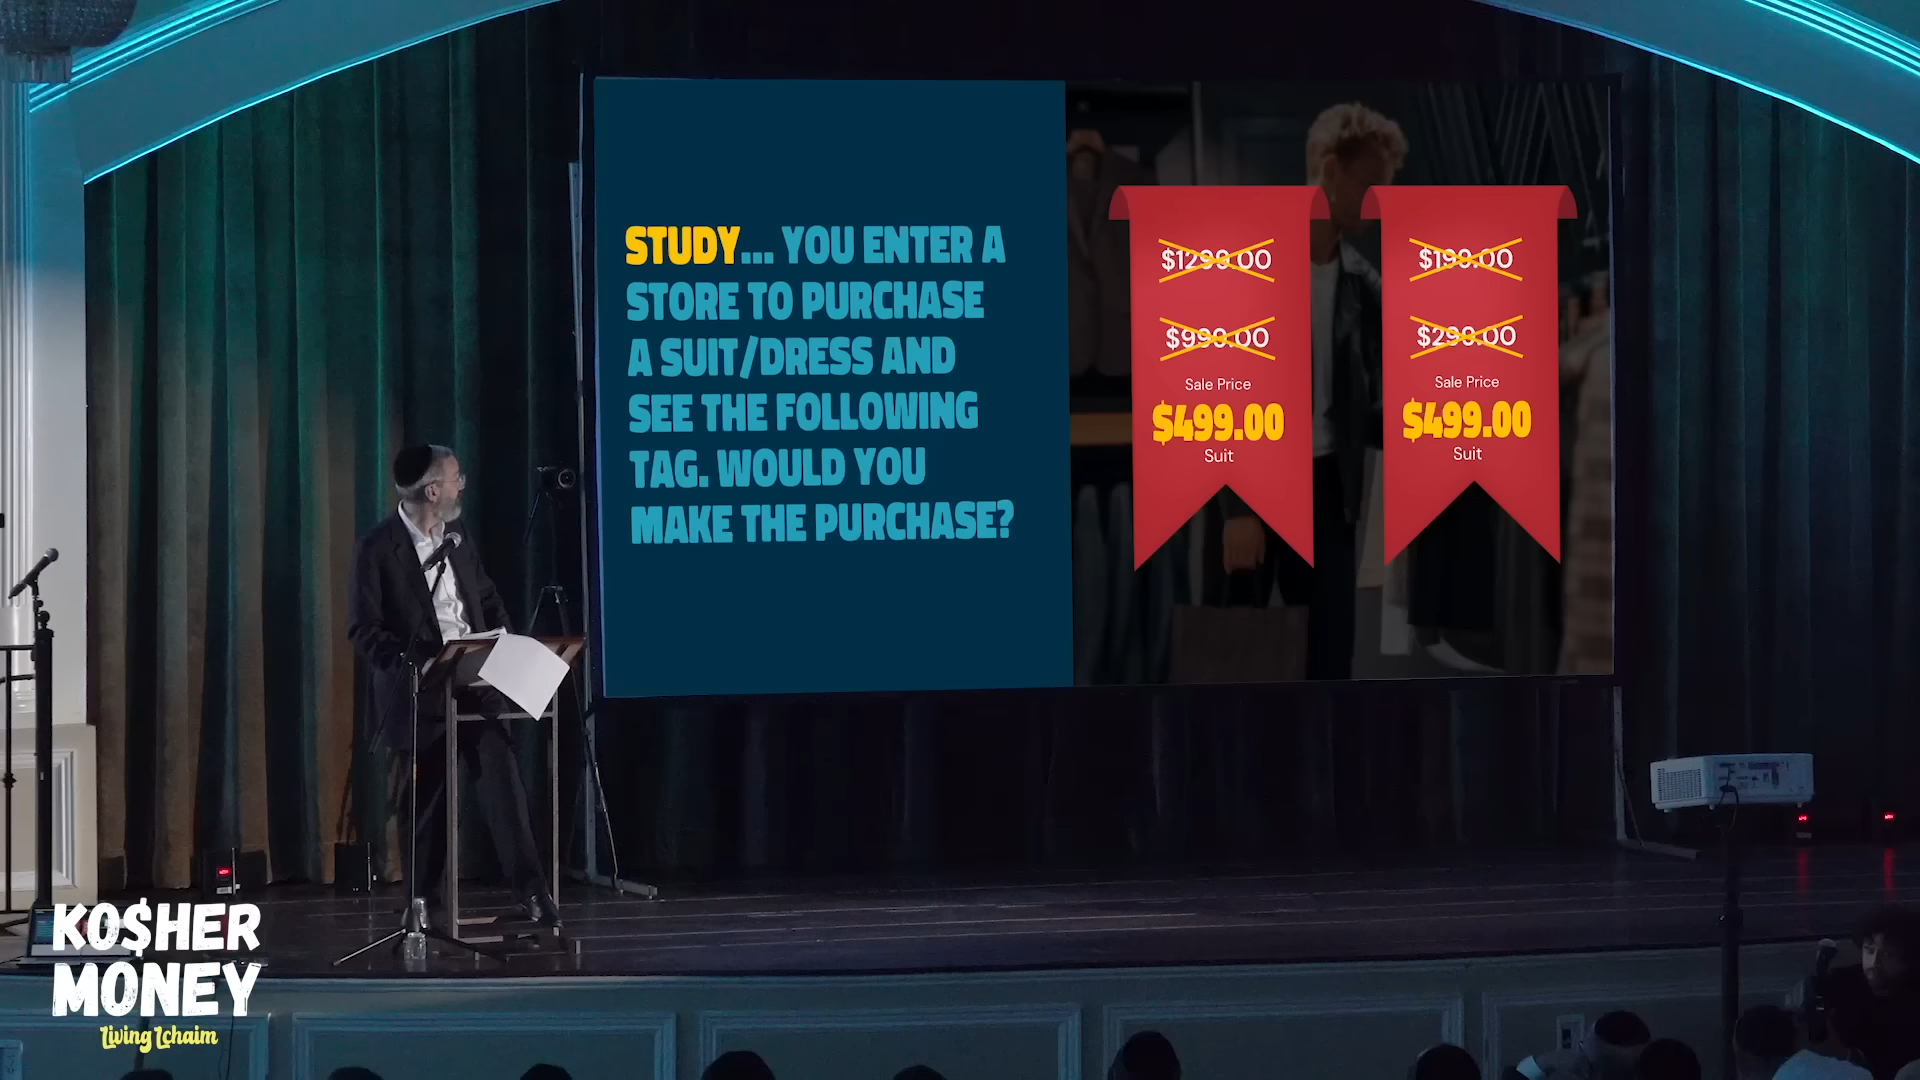 STUDY... YOU ENTER A
STORE TO PURCHASE
A SUIT/DRESS AND
SEE THE FOLLOWING
TAG. WOULD YOU
MAKE THE PURCHASE?
$1299.00
$999.00
Sale Price
$499.00
Suit
$199.00
$299.00
Sale Price
$499.00
Suit
KO$HER
MONEY
Living Lchaim